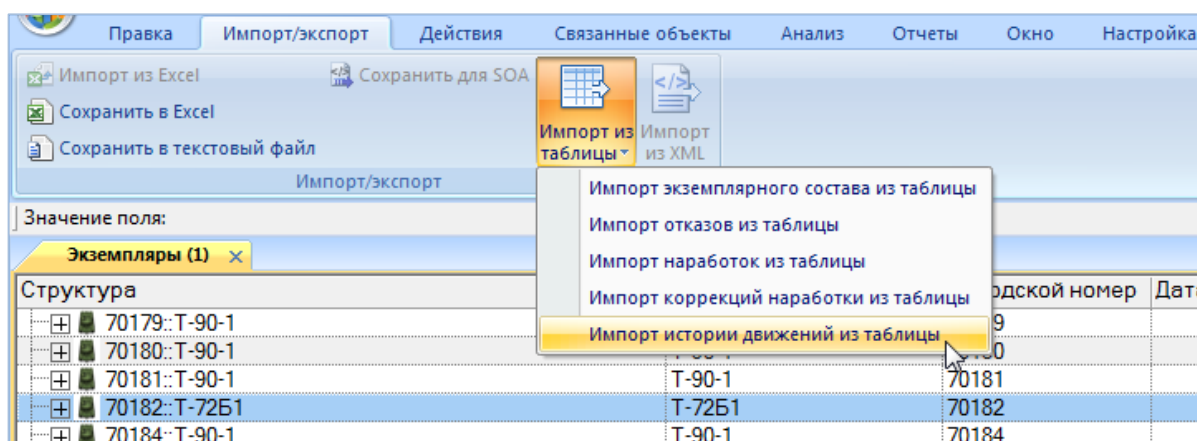 Правка Импорт/экспорт Действия Связанные объекты Анализ Отчеты Окно Настройка
Импорт из Excel Сохранить для SOA
Сохранить в Excel
Сохранить в текстовый файл
Импорт из таблицы
Импорт из XML
Импорт/экспорт
Импорт экземплярного состава из таблицы
Импорт отказов из таблицы
Импорт наработок из таблицы
Импорт коррекций наработки из таблицы
Импорт истории движений из таблицы
Значение поля:
Экземпляры (1)
Структура номер
70179::Т-90-1
70180::Т-90-1
70181::Т-90-1 Т-90-1 70181
70182::Т-72Б1 Т-72Б1 70182
70184::Т-90-1 Т-90-1 70184